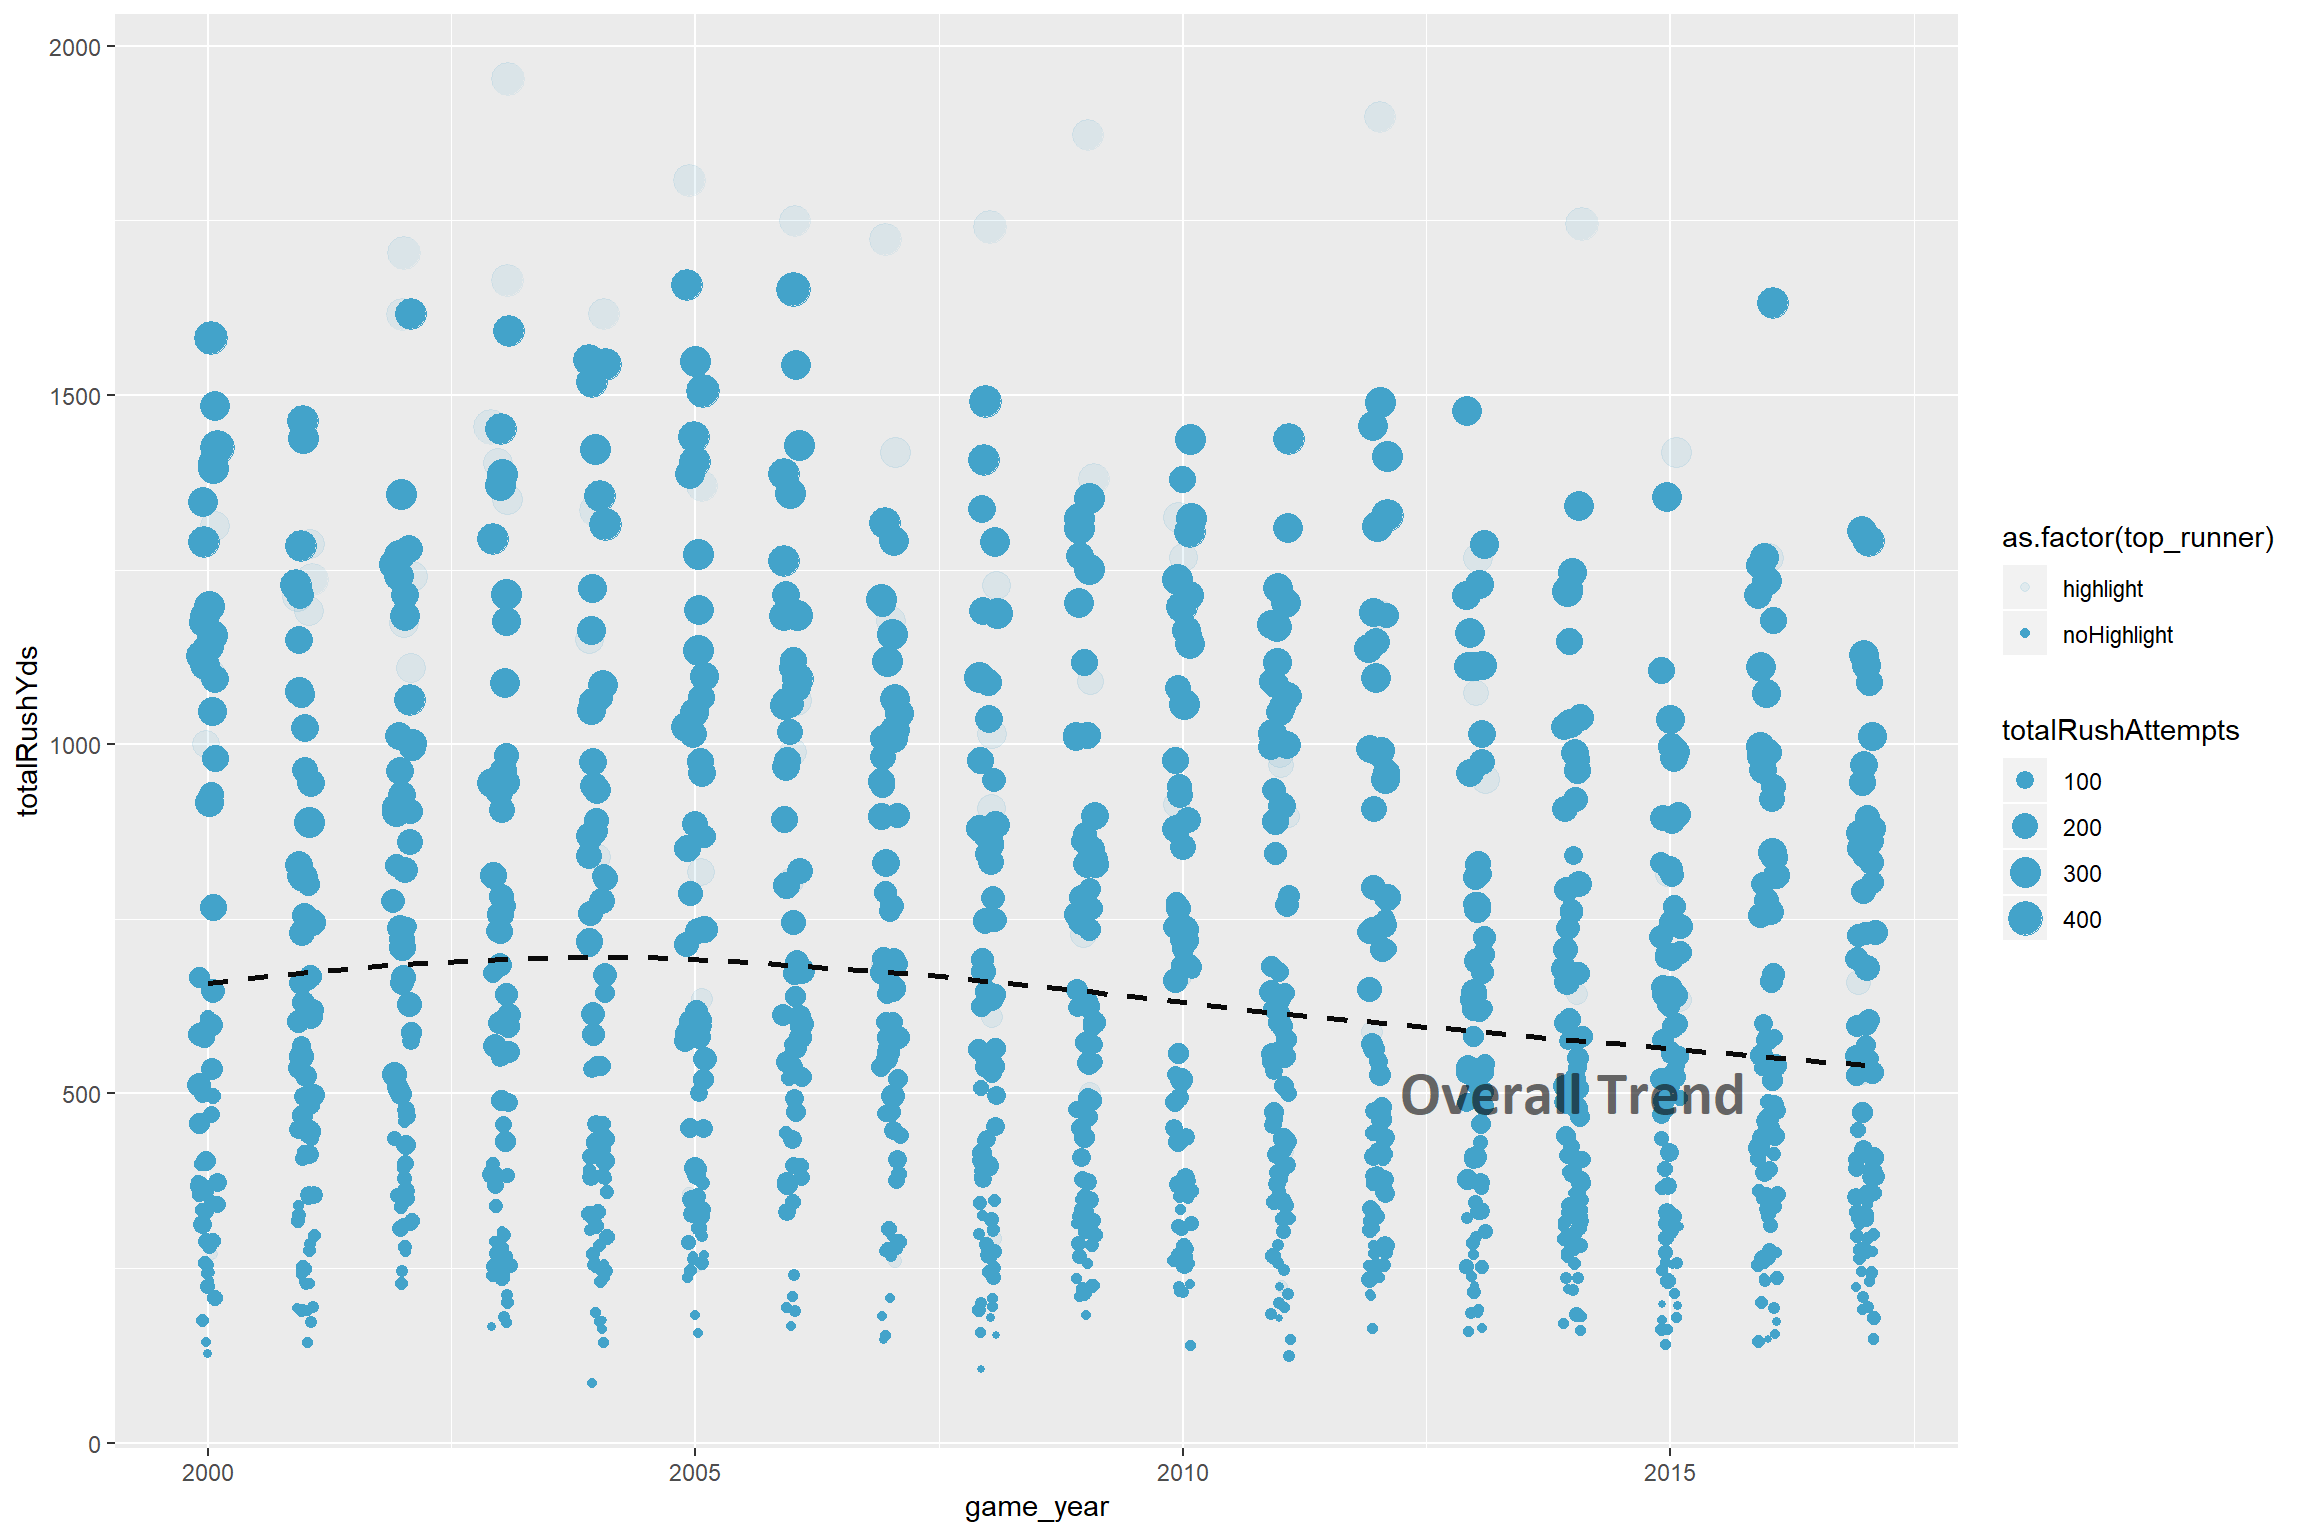 2000
1500
1000
500
0
totalRushYds
2000
2005
2010
2015
game_year
Overall Trend
as.factor(top_runner)
highlight
noHighlight
totalRushAttempts
100
200
300
400